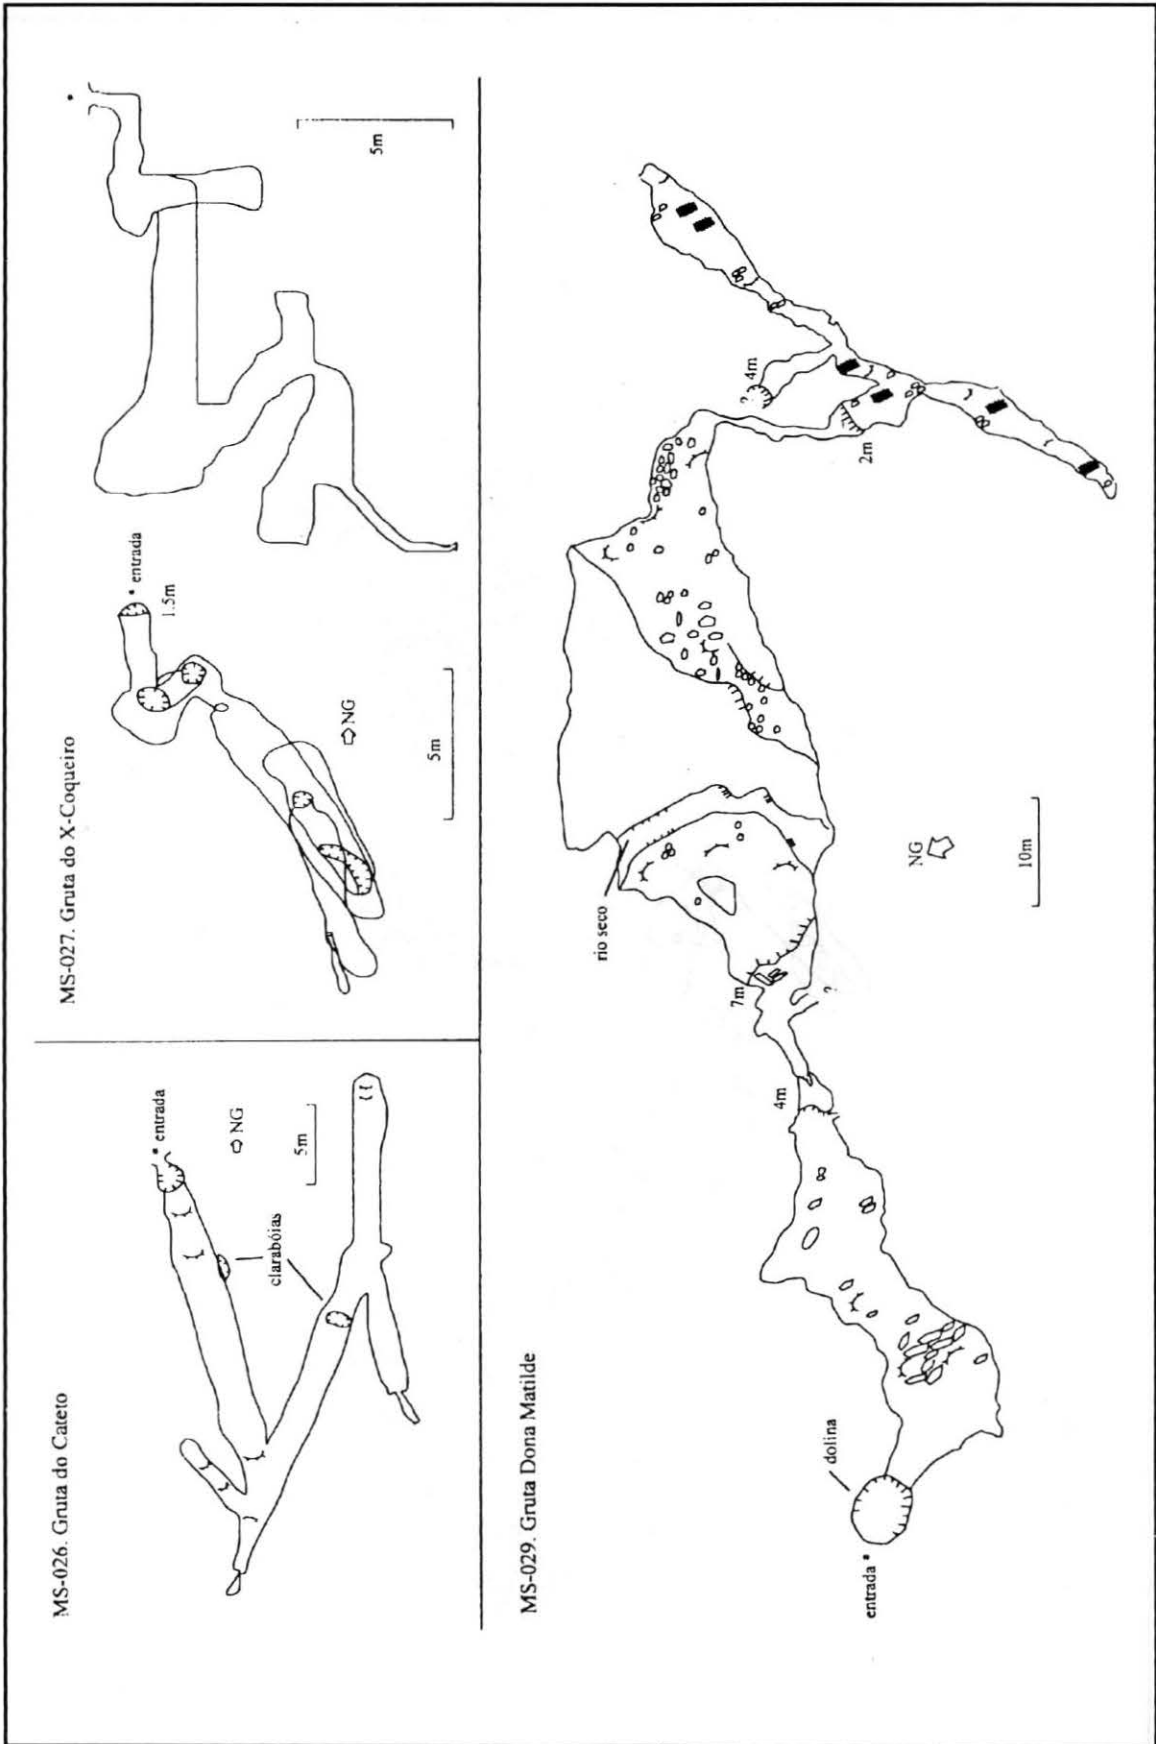 MS-026. Gruta do Cateto
* entrada
NG
5m
clarabóias
MS-027. Gruta do X-Coqueiro
* entrada
1.5m
NG
5m
*
5m
MS-029. Gruta Dona Matilde
entrada *
dolina
4m
7m
?
rio seco
NG
10m
2m
4m
?